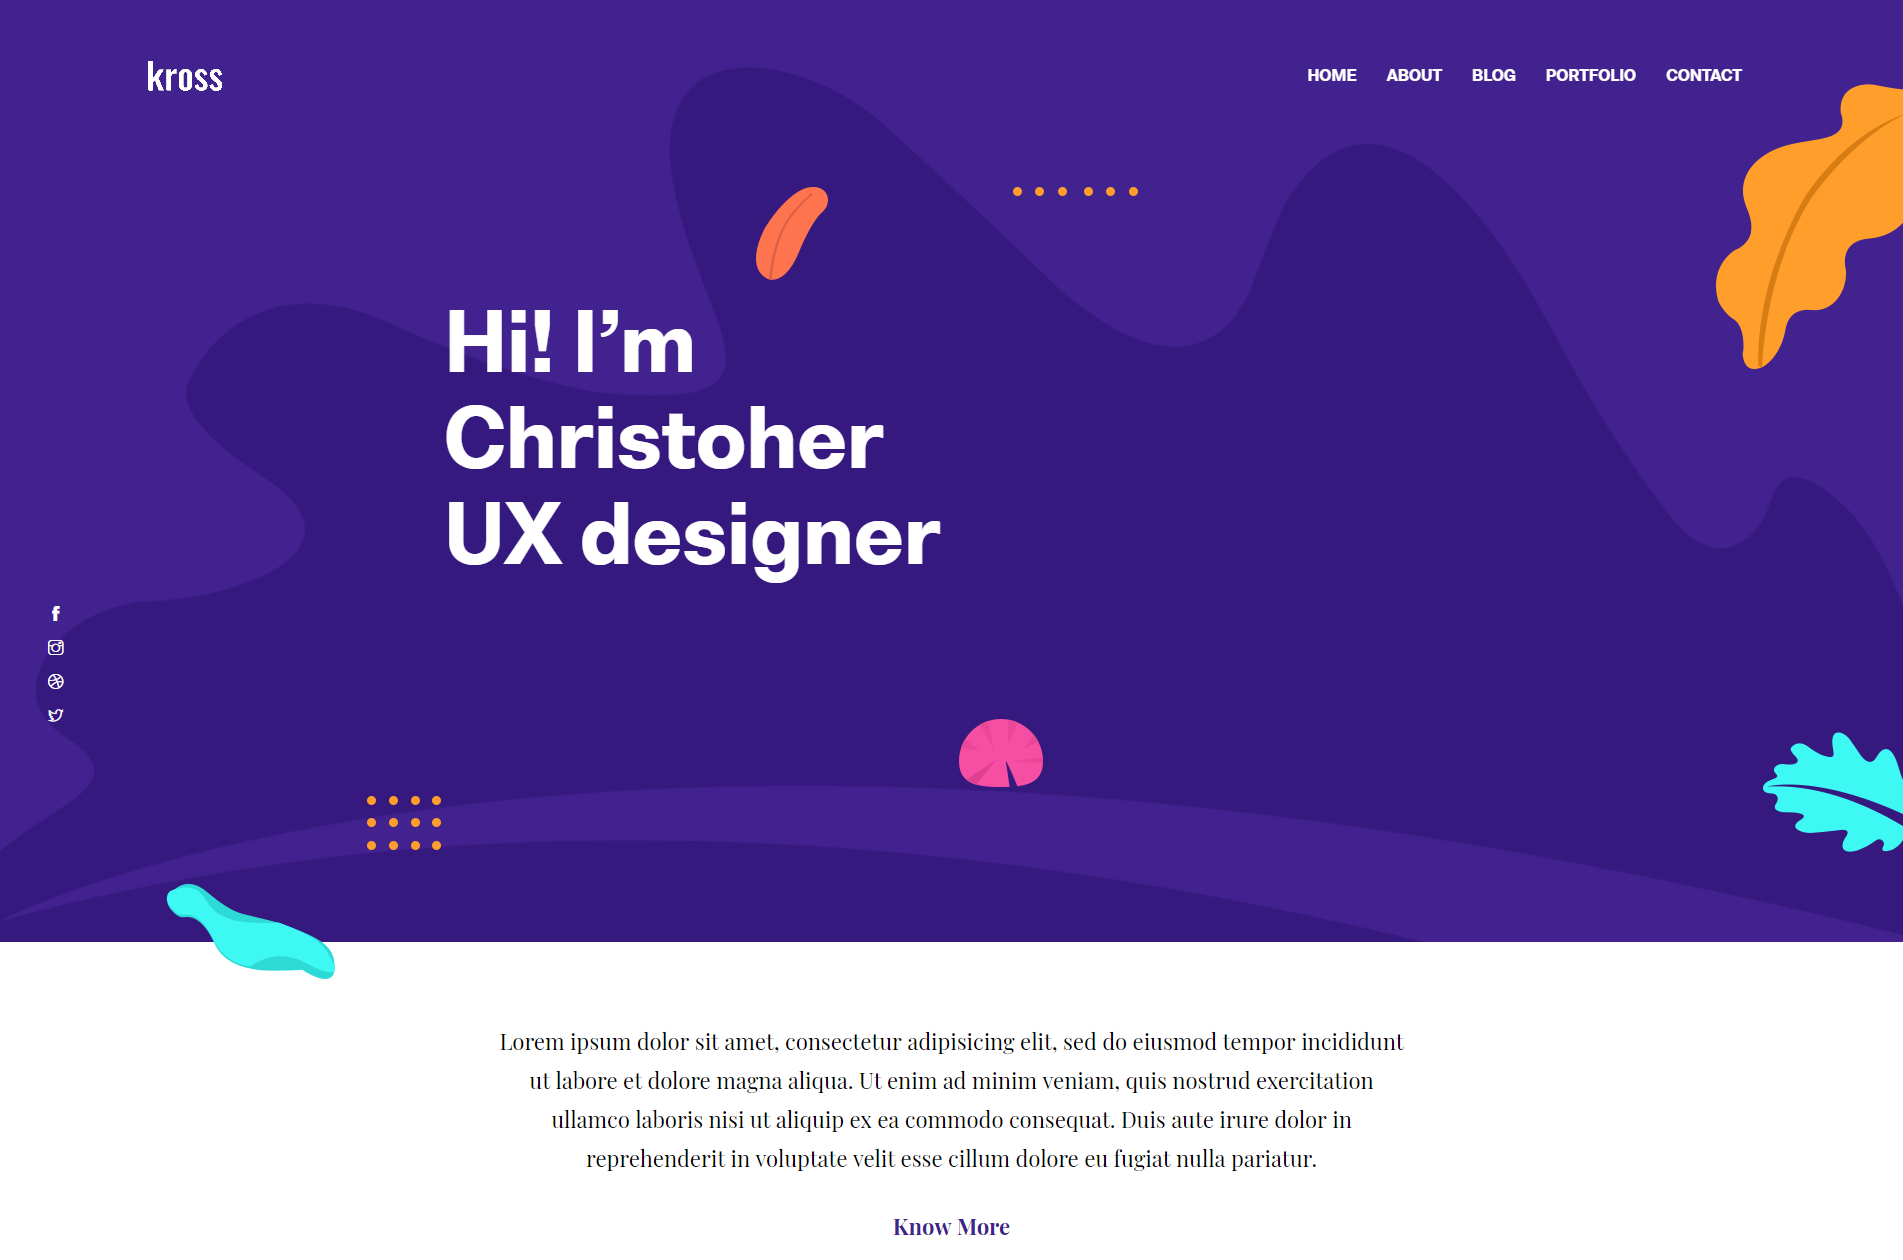 kross
HOME ABOUT BLOG PORTFOLIO CONTACT
Hi! I’m
Christoher
UX designer
Lorem ipsum dolor sit amet, consectetur adipisicing elit, sed do eiusmod tempor incididunt
ut labore et dolore magna aliqua. Ut enim ad minim veniam, quis nostrud exercitation
ullamco laboris nisi ut aliquip ex ea commodo consequat. Duis aute irure dolor in
reprehenderit in voluptate velit esse cillum dolore eu fugiat nulla pariatur.
Know More